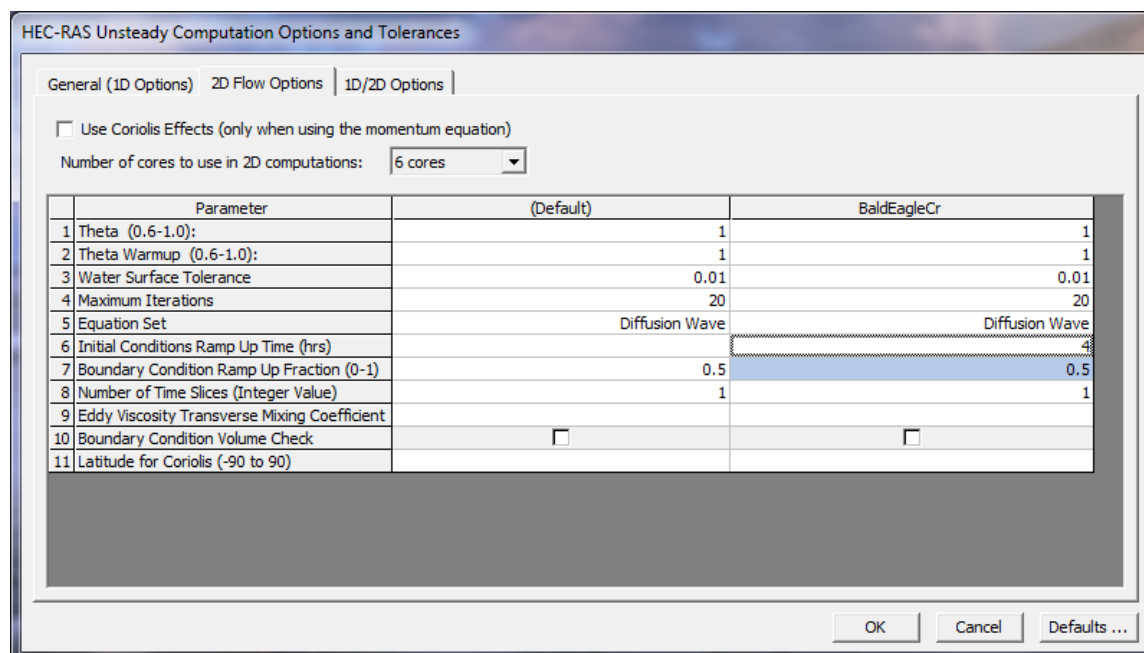 HEC-RAS Unsteady Computation Options and Tolerances
General (1D Options) 2D Flow Options 1D/2D Options
Use Coriolis Effects (only when using the momentum equation)
Number of cores to use in 2D computations: 6 cores
Parameter (Default) BaldEagleCr
1 Theta (0.6-1.0): 1 1
2 Theta Warmup (0.6-1.0): 1 1
3 Water Surface Tolerance 0.01 0.01
4 Maximum Iterations 20 20
5 Equation Set Diffusion Wave Diffusion Wave
6 Initial Conditions Ramp Up Time (hrs) 4
7 Boundary Condition Ramp Up Fraction (0-1) 0.5 0.5
8 Number of Time Slices (Integer Value) 1 1
9 Eddy Viscosity Transverse Mixing Coefficient
10 Boundary Condition Volume Check
11 Latitude for Coriolis (-90 to 90)
OK Cancel Defaults ...